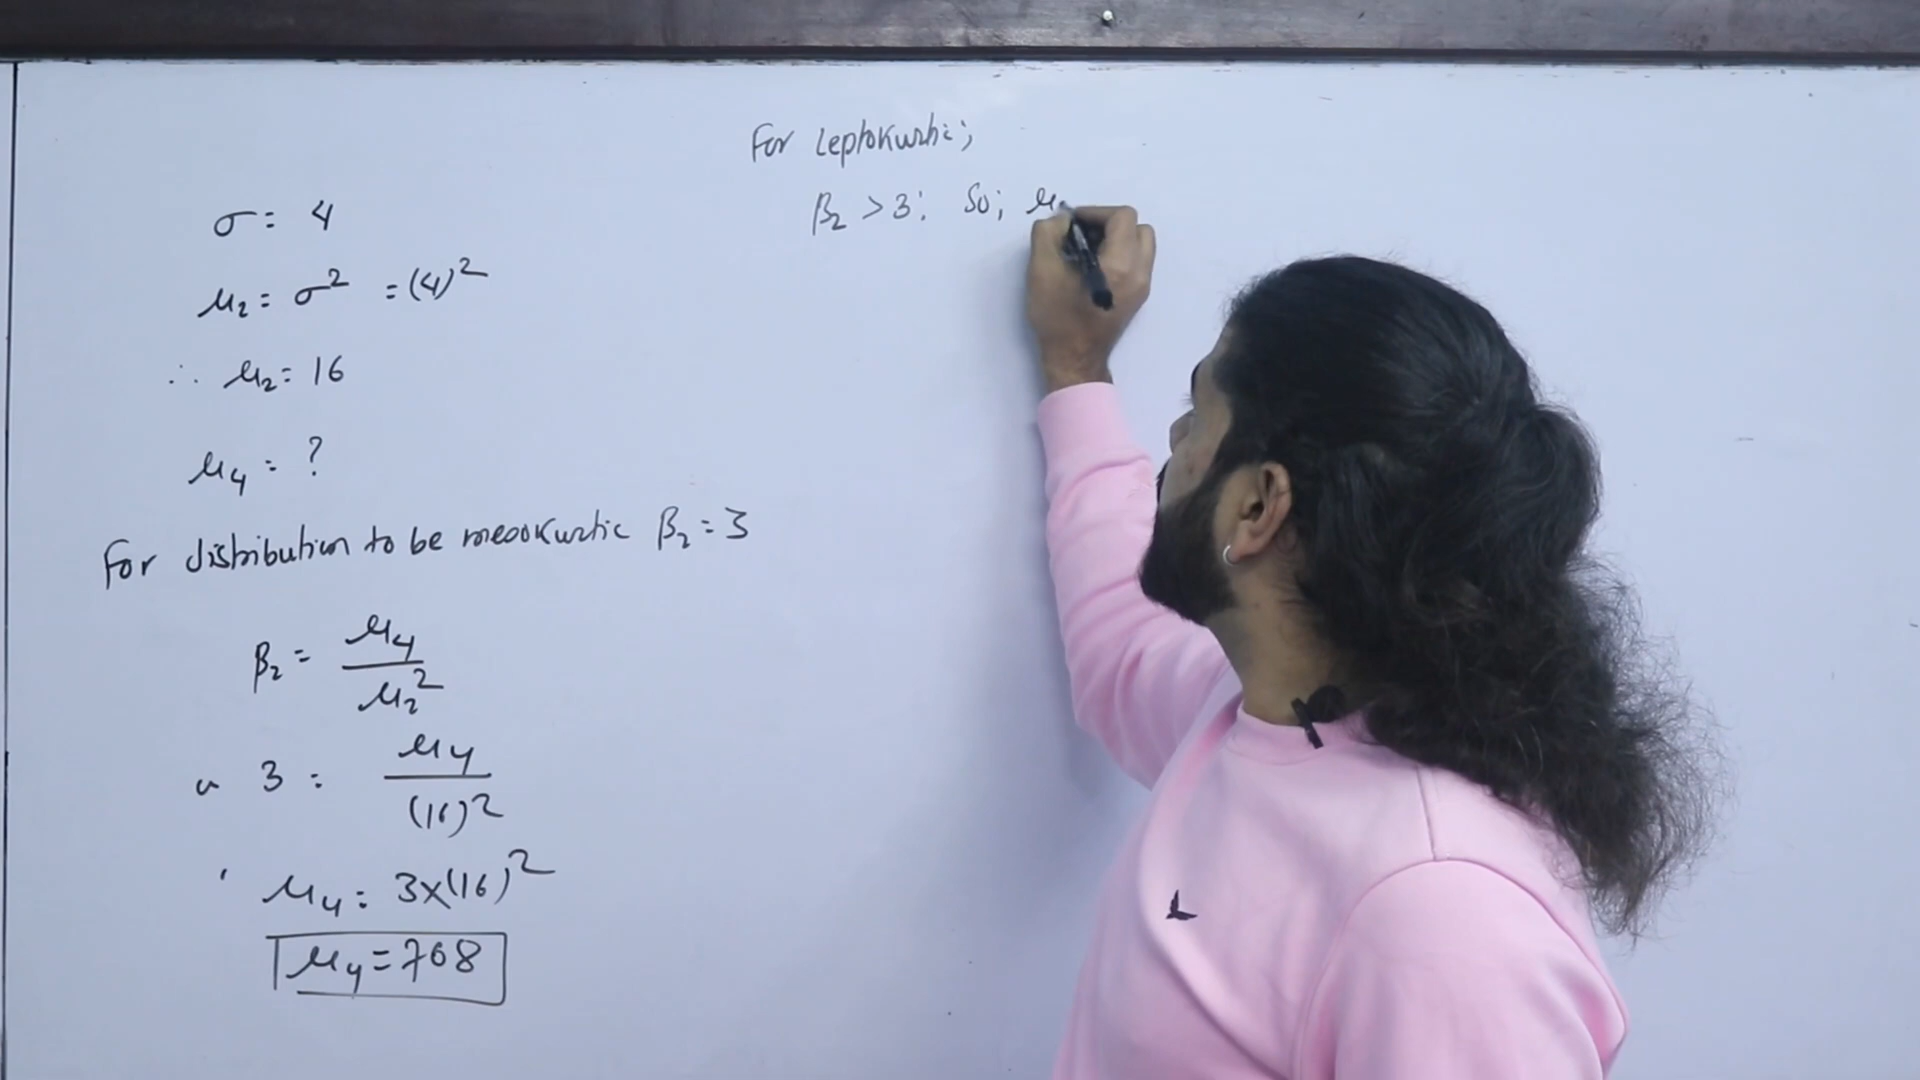 σ = 4
μ₂ = σ² = (4)²
∴ μ₂ = 16
μ₄ = ?
For distribution to be mesokurtic β₂ = 3
β₂ = μ₄ / μ₂²
3 = μ₄ / (16)²
μ₄ = 3×(16)²
μ₄ = 768
For Leptokurtic;
β₂ > 3; So; μ